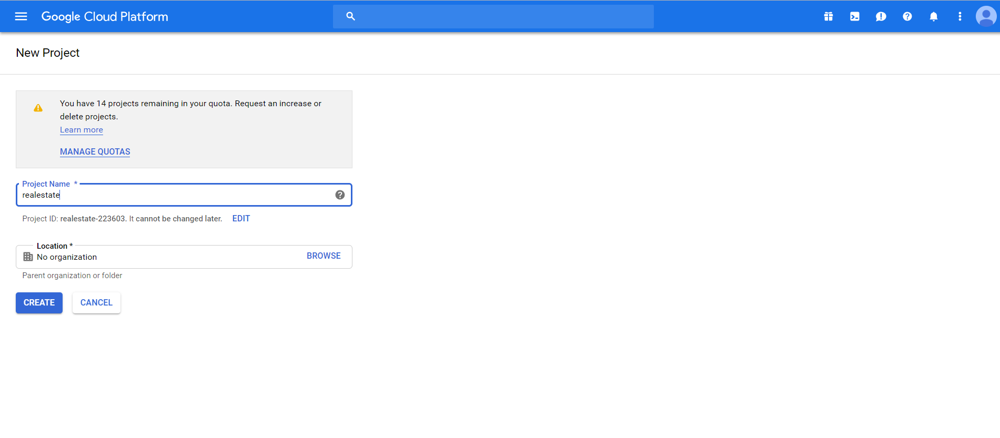 Google Cloud Platform
New Project
You have 14 projects remaining in your quota. Request an increase or
delete projects.
Learn more
MANAGE QUOTAS
Project Name *
realestate
Project ID: realestate-223603. It cannot be changed later. EDIT
Location *
No organization BROWSE
Parent organization or folder
CREATE CANCEL